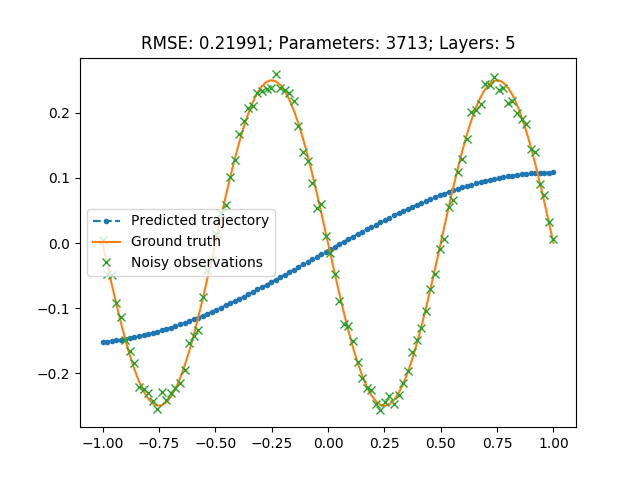 RMSE: 0.21991; Parameters: 3713; Layers: 5
0.2
0.1
0.0
−0.1
−0.2
Predicted trajectory
Ground truth
Noisy observations
−1.00 −0.75 −0.50 −0.25 0.00 0.25 0.50 0.75 1.00